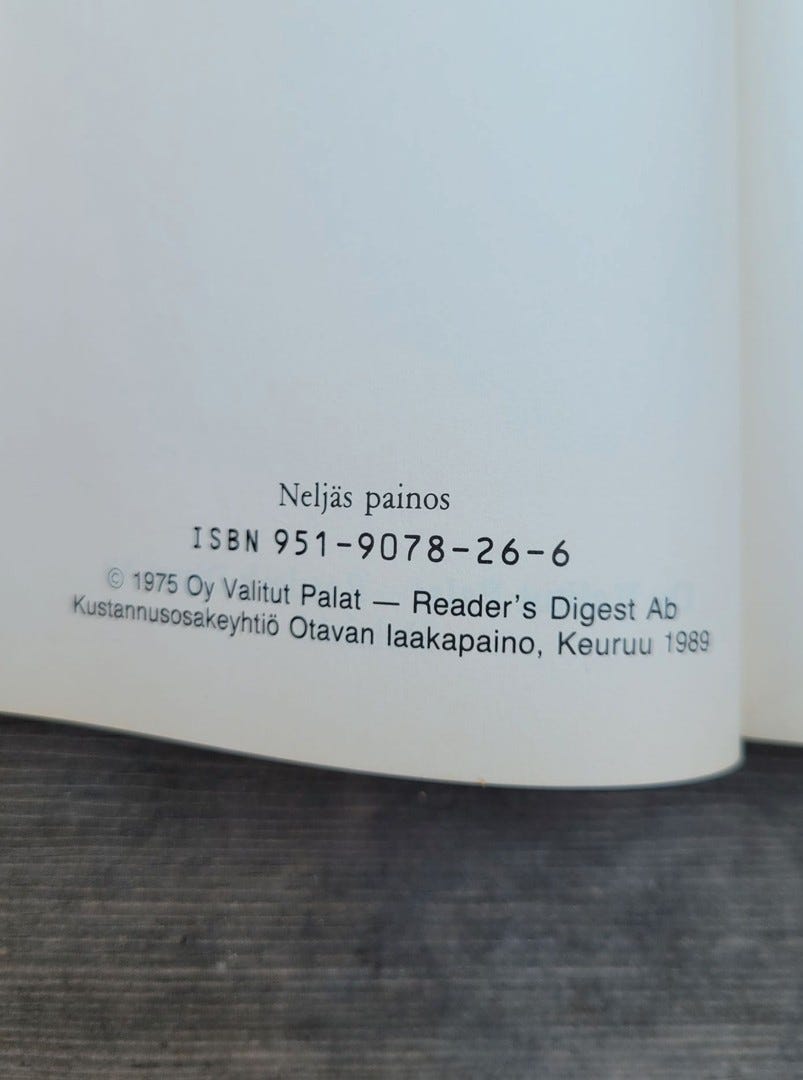 Neljäs painos
ISBN 951-9078-26-6
© 1975 Oy Valitut Palat — Reader's Digest Ab
Kustannusosakeyhtiö Otavan laakapaino, Keuruu 1989